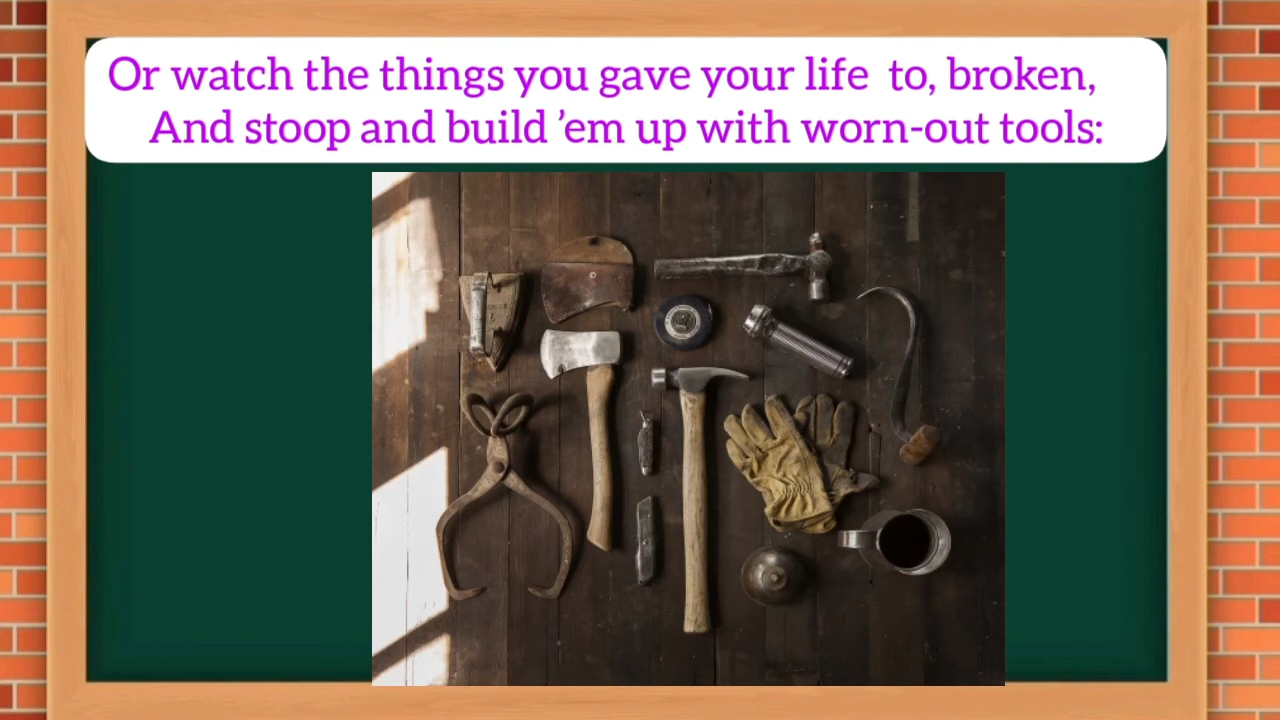 Or watch the things you gave your life  to, broken,
And stoop and build ’em up with worn-out tools: